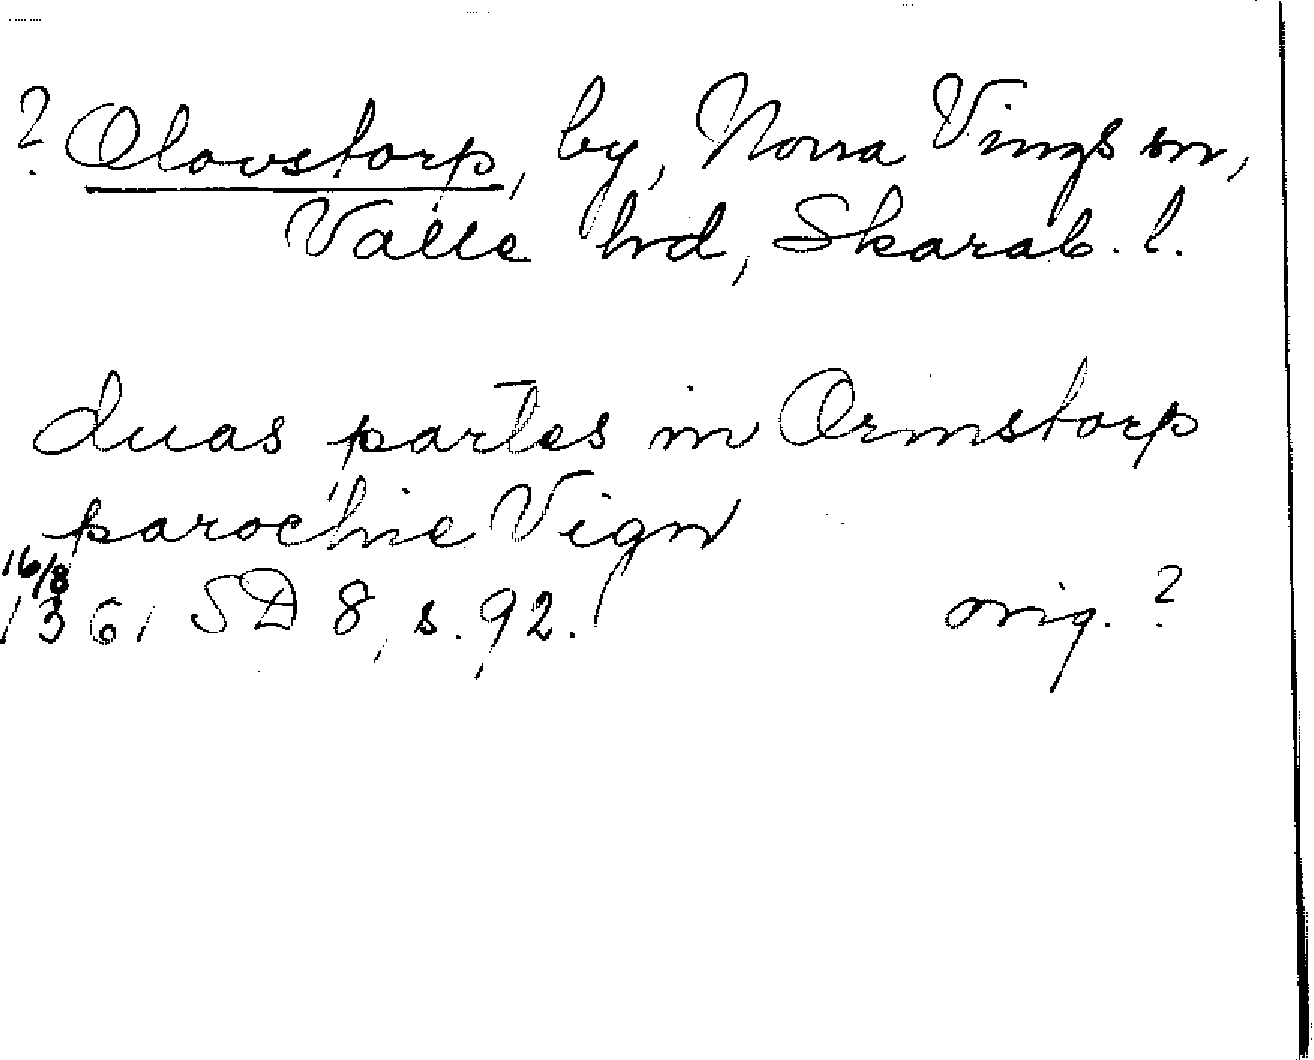 ? Olovstorp, by, Norra Vings sn,
Valle hd, Skarab. l.
duas partes in Ormstorp
parochie Vign
16/8
1361 SD 8, s. 92. orig. ?